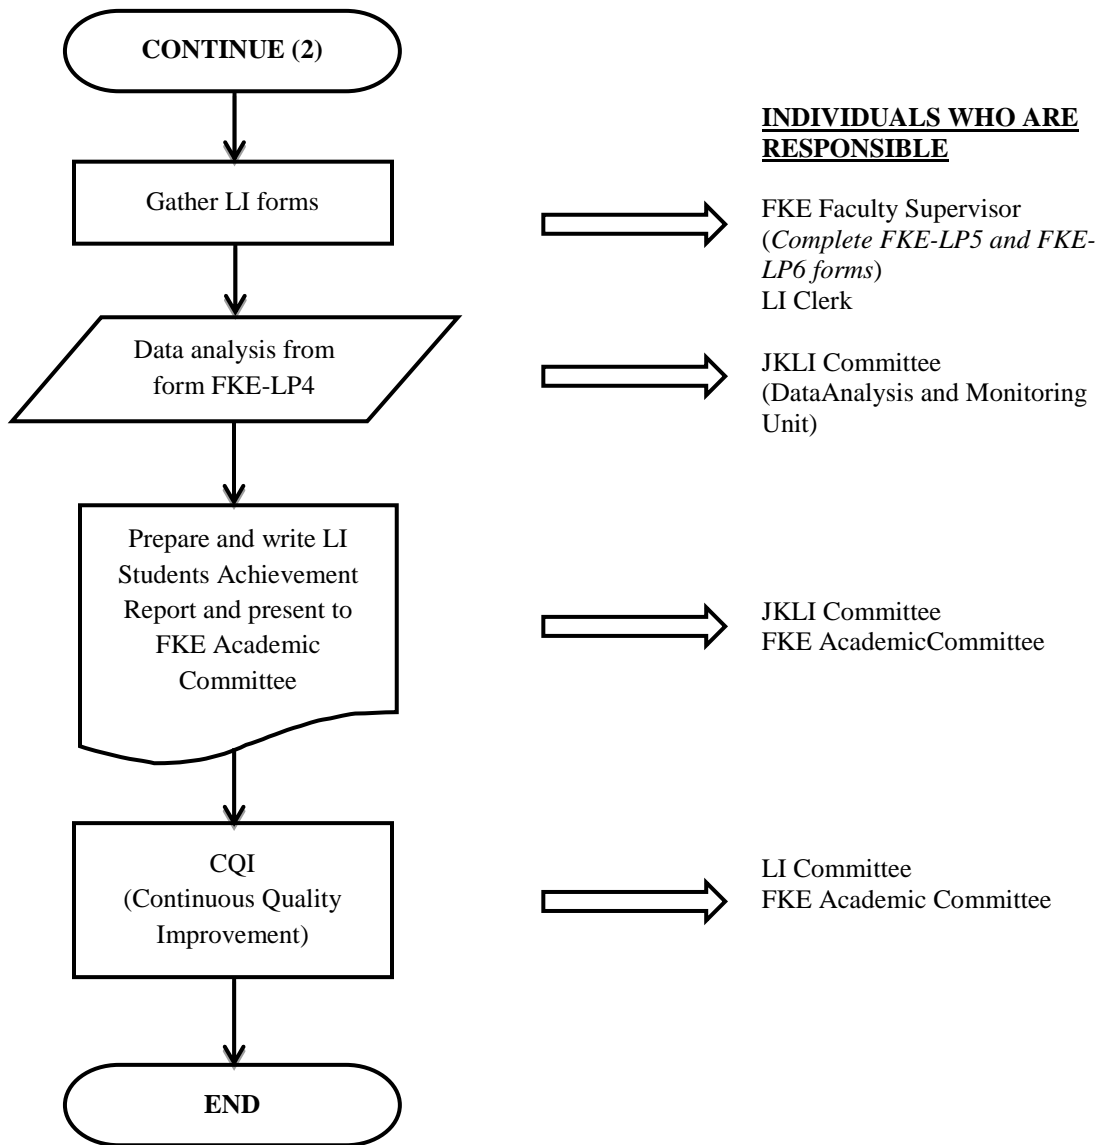 CONTINUE (2)
INDIVIDUALS WHO ARE
RESPONSIBLE
Gather LI forms
FKE Faculty Supervisor
(Complete FKE-LP5 and FKE-
LP6 forms)
LI Clerk
Data analysis from
form FKE-LP4
JKLI Committee
(DataAnalysis and Monitoring
Unit)
Prepare and write LI
Students Achievement
Report and present to
FKE Academic
Committee
JKLI Committee
FKE AcademicCommittee
CQI
(Continuous Quality
Improvement)
LI Committee
FKE Academic Committee
END